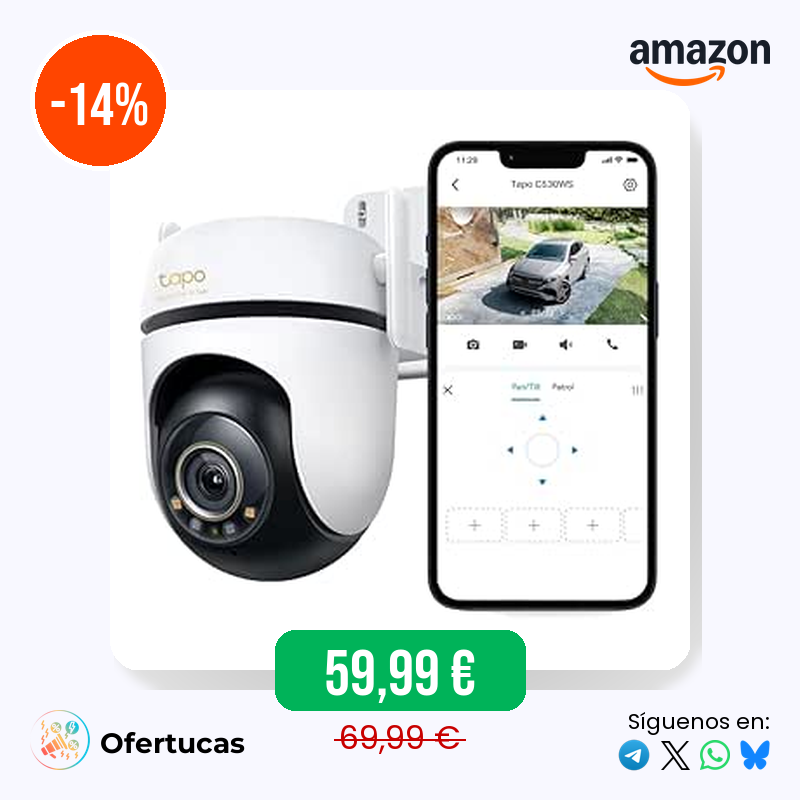 -14%
amazon
tapo
11:29
Tapo C530WS
Pan/Tilt Patrol
59,99 €
69,99 €
Ofertucas
Síguenos en: